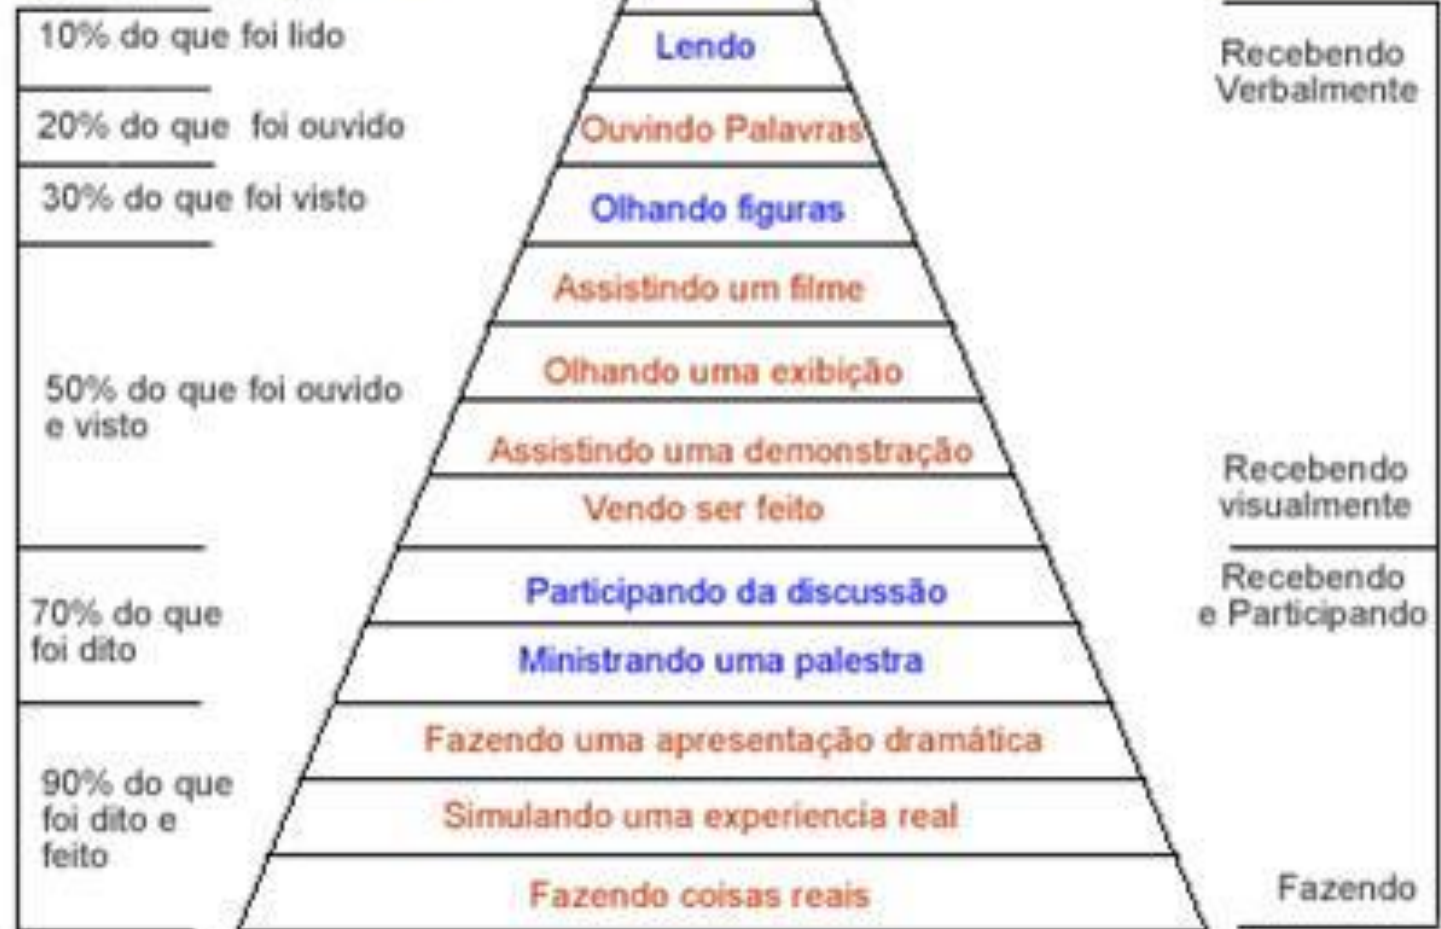 10% do que foi lido
20% do que foi ouvido
30% do que foi visto
50% do que foi ouvido
e visto
70% do que
foi dito
90% do que
foi dito e
feito
Lendo
Ouvindo Palavras
Olhando figuras
Assistindo um filme
Olhando uma exibição
Assistindo uma demonstração
Vendo ser feito
Participando da discussão
Ministrando uma palestra
Fazendo uma apresentação dramática
Simulando uma experiencia real
Fazendo coisas reais
Recebendo
Verbalmente
Recebendo
visualmente
Recebendo
e Participando
Fazendo